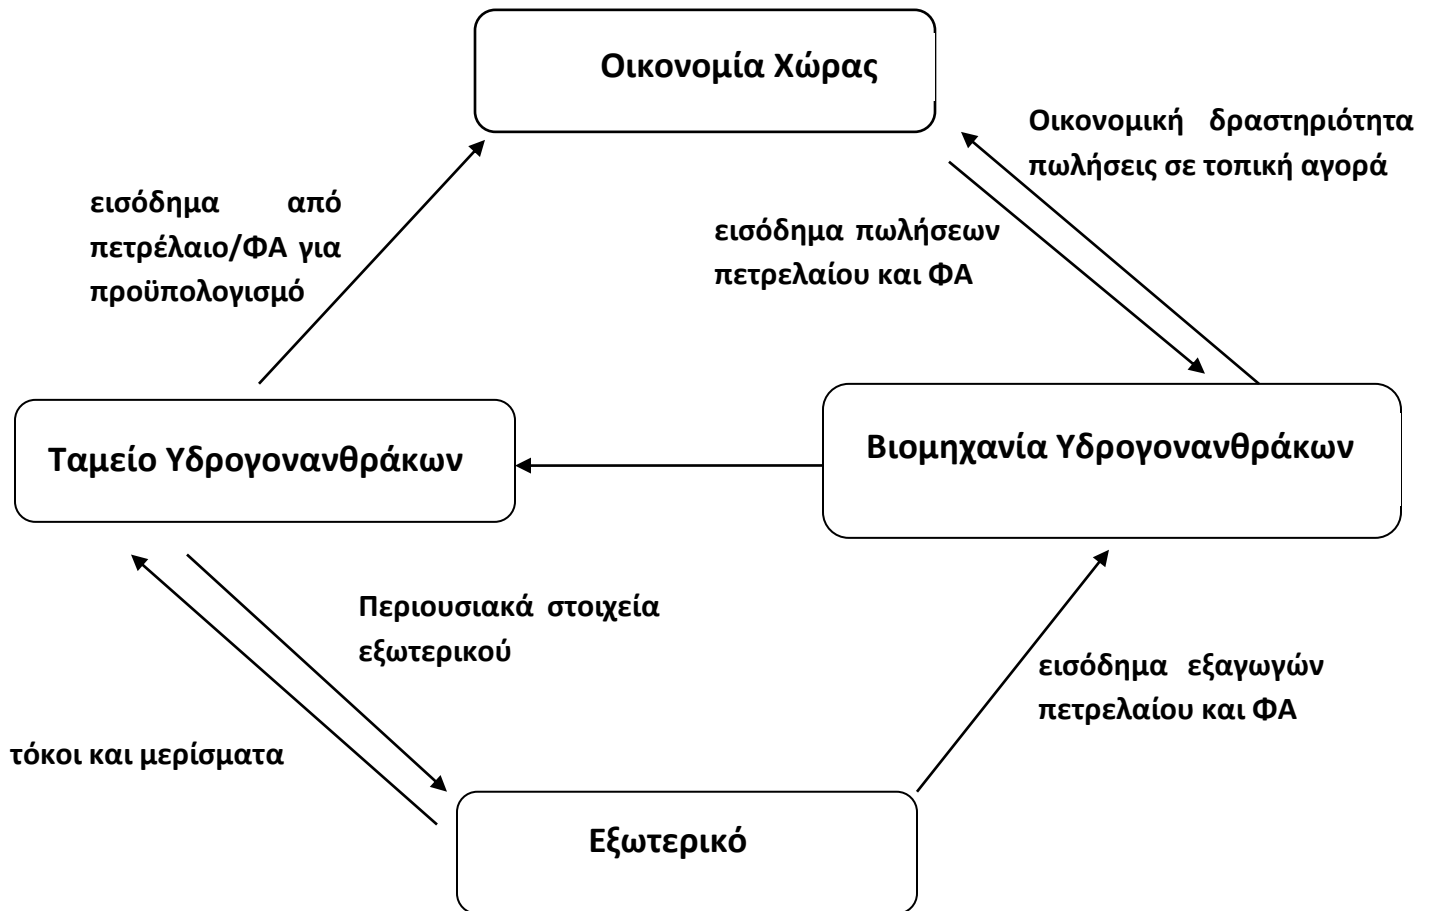 Οικονομία Χώρας
Οικονομική δραστηριότητα
πωλήσεις σε τοπική αγορά
εισόδημα από
πετρέλαιο/ΦΑ για
προϋπολογισμό
εισόδημα πωλήσεων
πετρελαίου και ΦΑ
Ταμείο Υδρογονανθράκων
Βιομηχανία Υδρογονανθράκων
Περιουσιακά στοιχεία
εξωτερικού
εισόδημα εξαγωγών
πετρελαίου και ΦΑ
τόκοι και μερίσματα
Εξωτερικό